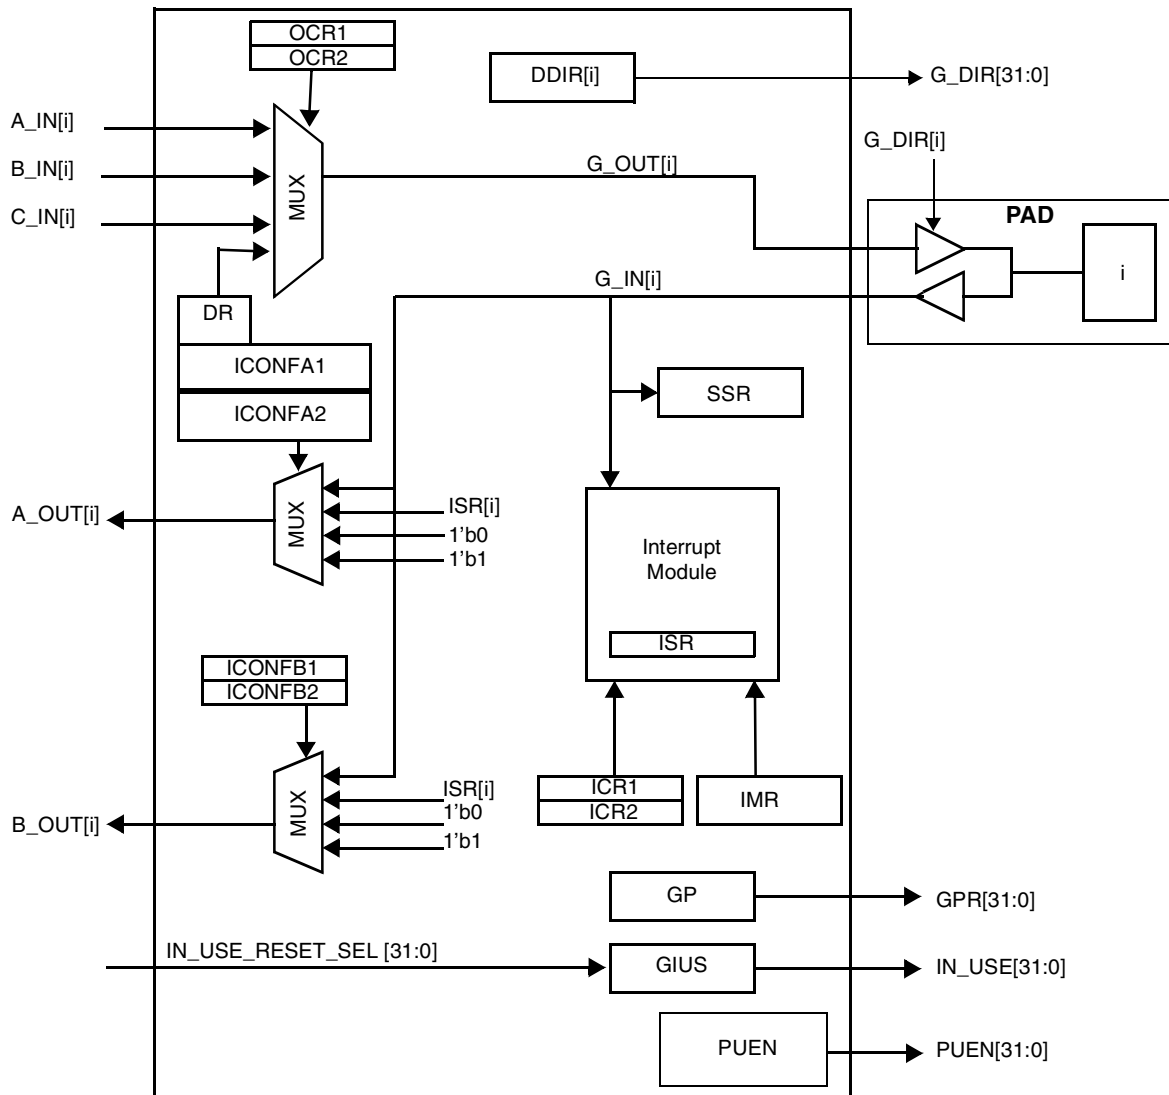 OCR1
OCR2
DDIR[i]
G_DIR[31:0]
A_IN[i]
B_IN[i]
C_IN[i]
MUX
G_OUT[i]
G_DIR[i]
PAD
i
G_IN[i]
DR
ICONFA1
ICONFA2
SSR
A_OUT[i]
MUX
ISR[i]
1'b0
1'b1
Interrupt
Module
ISR
ICONFB1
ICONFB2
B_OUT[i]
MUX
ISR[i]
1'b0
1'b1
ICR1
ICR2
IMR
GP
GPR[31:0]
IN_USE_RESET_SEL [31:0]
GIUS
IN_USE[31:0]
PUEN
PUEN[31:0]